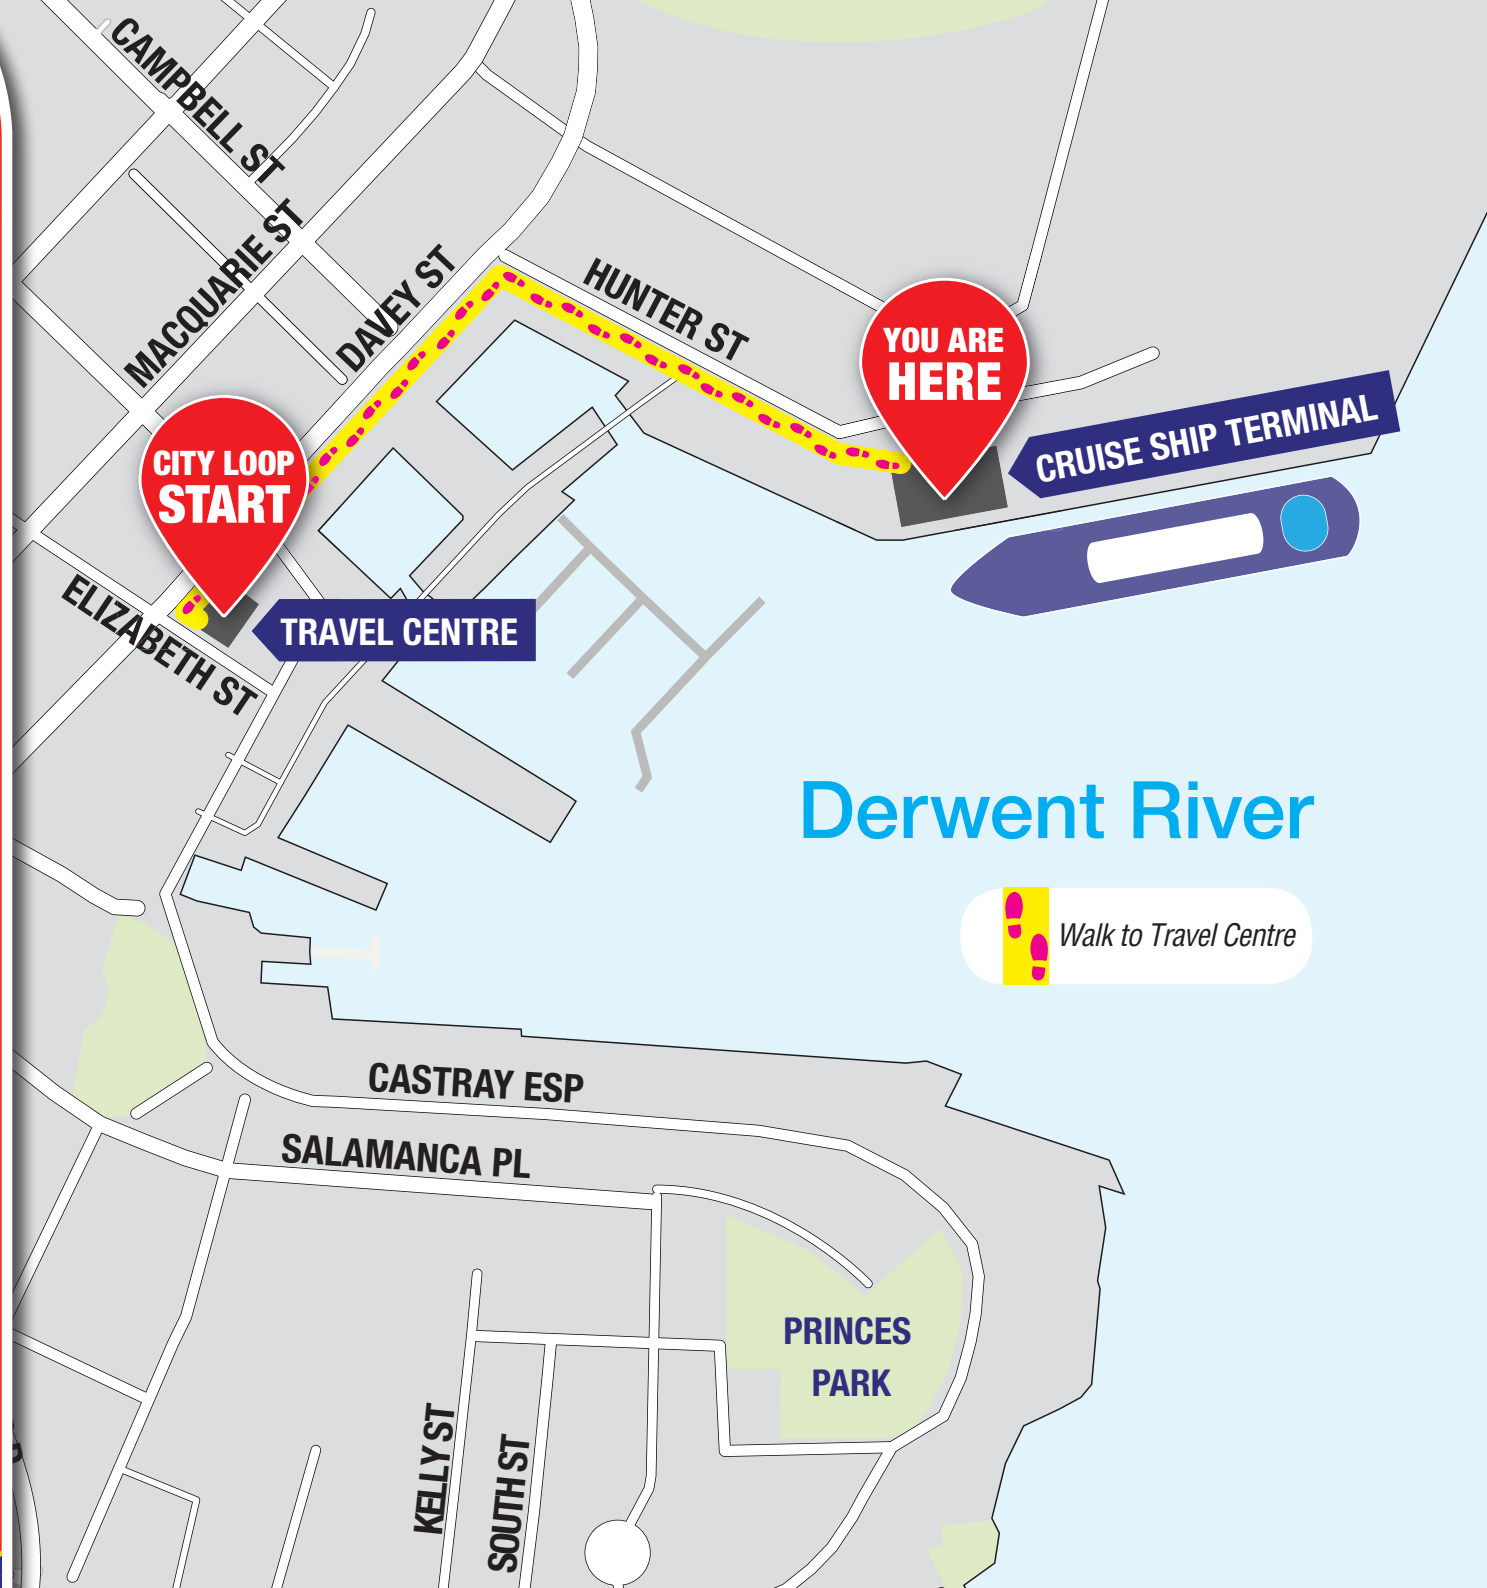 CAMPBELL ST
MACQUARIE ST
DAVEY ST
HUNTER ST
YOU ARE
HERE
CRUISE SHIP TERMINAL
CITY LOOP
START
TRAVEL CENTRE
ELIZABETH ST
Derwent River
Walk to Travel Centre
CASTRAY ESP
SALAMANCA PL
PRINCES
PARK
KELLY ST
SOUTH ST